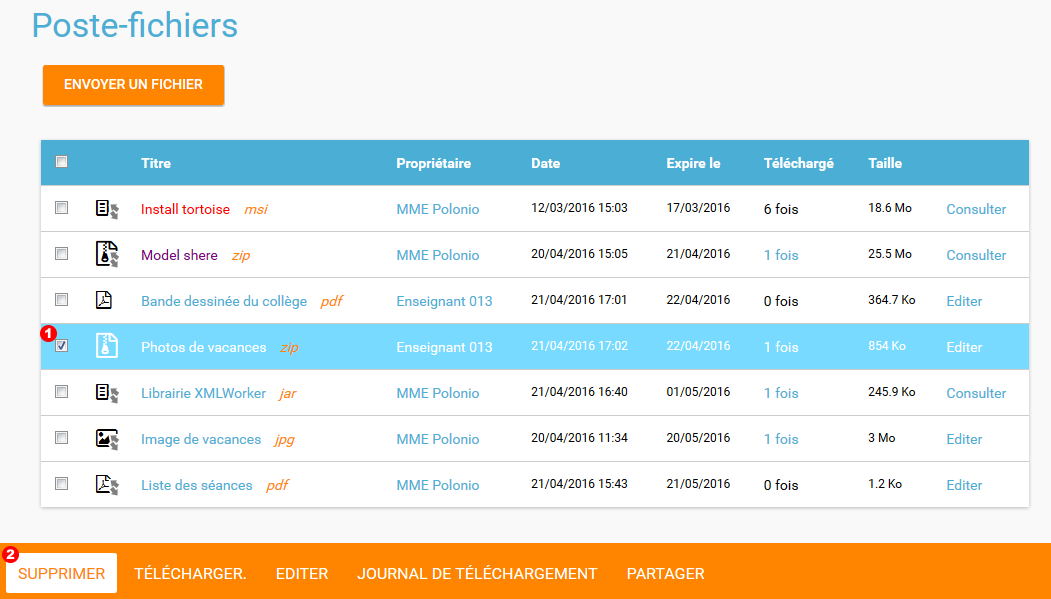 Poste-fichiers
ENVOYER UN FICHIER
Titre Propriétaire Date Expire le Téléchargé Taille
Install tortoise msi MME Polonio 12/03/2016 15:03 17/03/2016 6 fois 18.6 Mo Consulter
Model shere zip MME Polonio 20/04/2016 15:05 21/04/2016 1 fois 25.5 Mo Consulter
Bande dessinée du collège pdf Enseignant 013 21/04/2016 17:01 22/04/2016 0 fois 364.7 Ko Editer
1
Photos de vacances zip Enseignant 013 21/04/2016 17:02 22/04/2016 1 fois 854 Ko Editer
Librairie XMLWorker jar MME Polonio 21/04/2016 16:40 01/05/2016 1 fois 245.9 Ko Consulter
Image de vacances jpg MME Polonio 20/04/2016 11:34 20/05/2016 1 fois 3 Mo Editer
Liste des séances pdf MME Polonio 21/04/2016 15:43 21/05/2016 0 fois 1.2 Ko Editer
2
SUPPRIMER TÉLÉCHARGER. EDITER JOURNAL DE TÉLÉCHARGEMENT PARTAGER